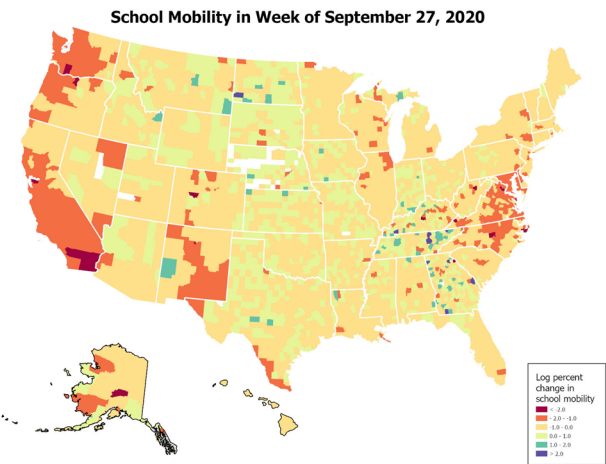 School Mobility in Week of September 27, 2020
Log percent
change in
school mobility
< -2.0
- 2.0 - -1.0
-1.0 - 0.0
0.0 - 1.0
1.0 - 2.0
> 2.0